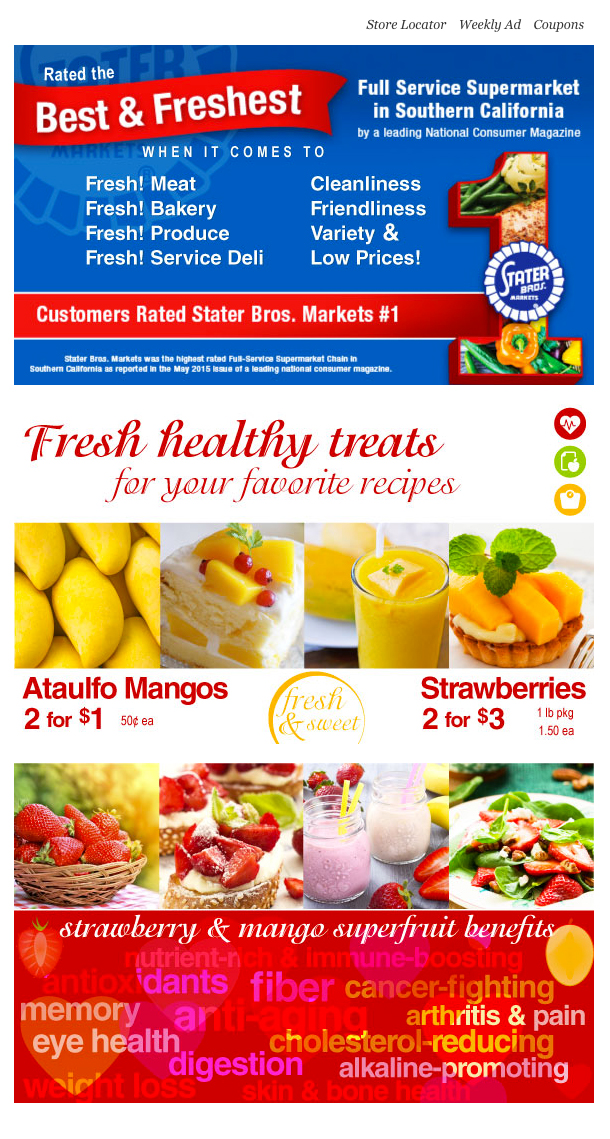 Store Locator Weekly Ad Coupons
Rated the
Best & Freshest
Full Service Supermarket
in Southern California
by a leading National Consumer Magazine
WHEN IT COMES TO
Fresh! Meat
Fresh! Bakery
Fresh! Produce
Fresh! Service Deli
Cleanliness
Friendliness
Variety &
Low Prices!
STATER
BROS.
MARKETS
Customers Rated Stater Bros. Markets #1
Stater Bros. Markets was the highest rated Full-Service Supermarket Chain in
Southern California as reported in the May 2015 issue of a leading national consumer magazine.
Fresh healthy treats
for your favorite recipes
Ataulfo Mangos
2 for $1 50¢ ea
fresh
& sweet
Strawberries
2 for $3 1 lb pkg
1.50 ea
strawberry & mango superfruit benefits
nutrient-rich & immune-boosting
antioxidants fiber cancer-fighting
memory anti-aging arthritis & pain
eye health cholesterol-reducing
digestion alkaline-promoting
weight loss skin & bone health